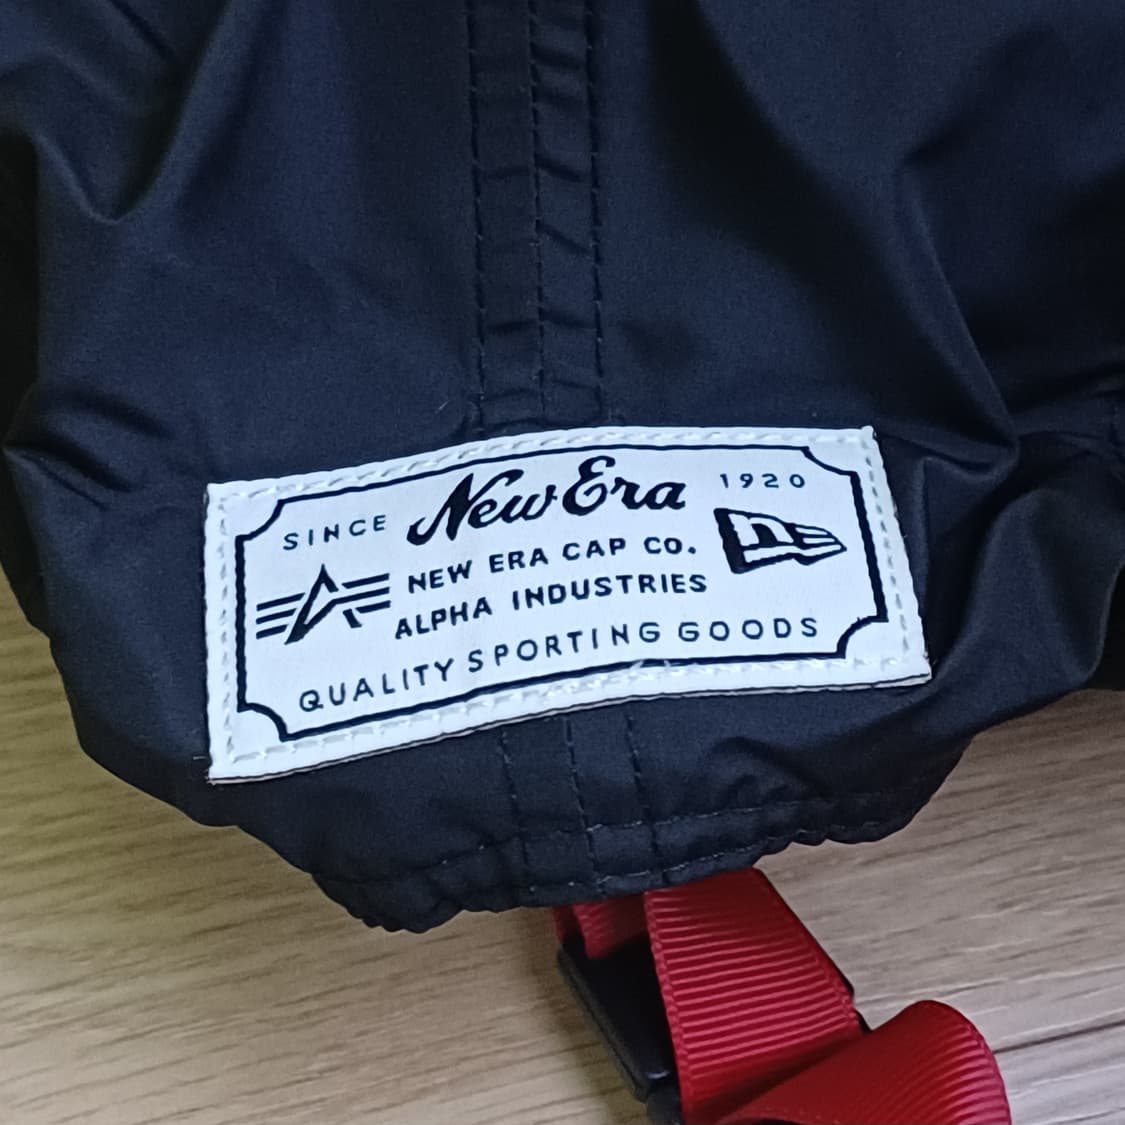 SINCE New Era 1920
NEW ERA CAP CO.
ALPHA INDUSTRIES
QUALITY SPORTING GOODS